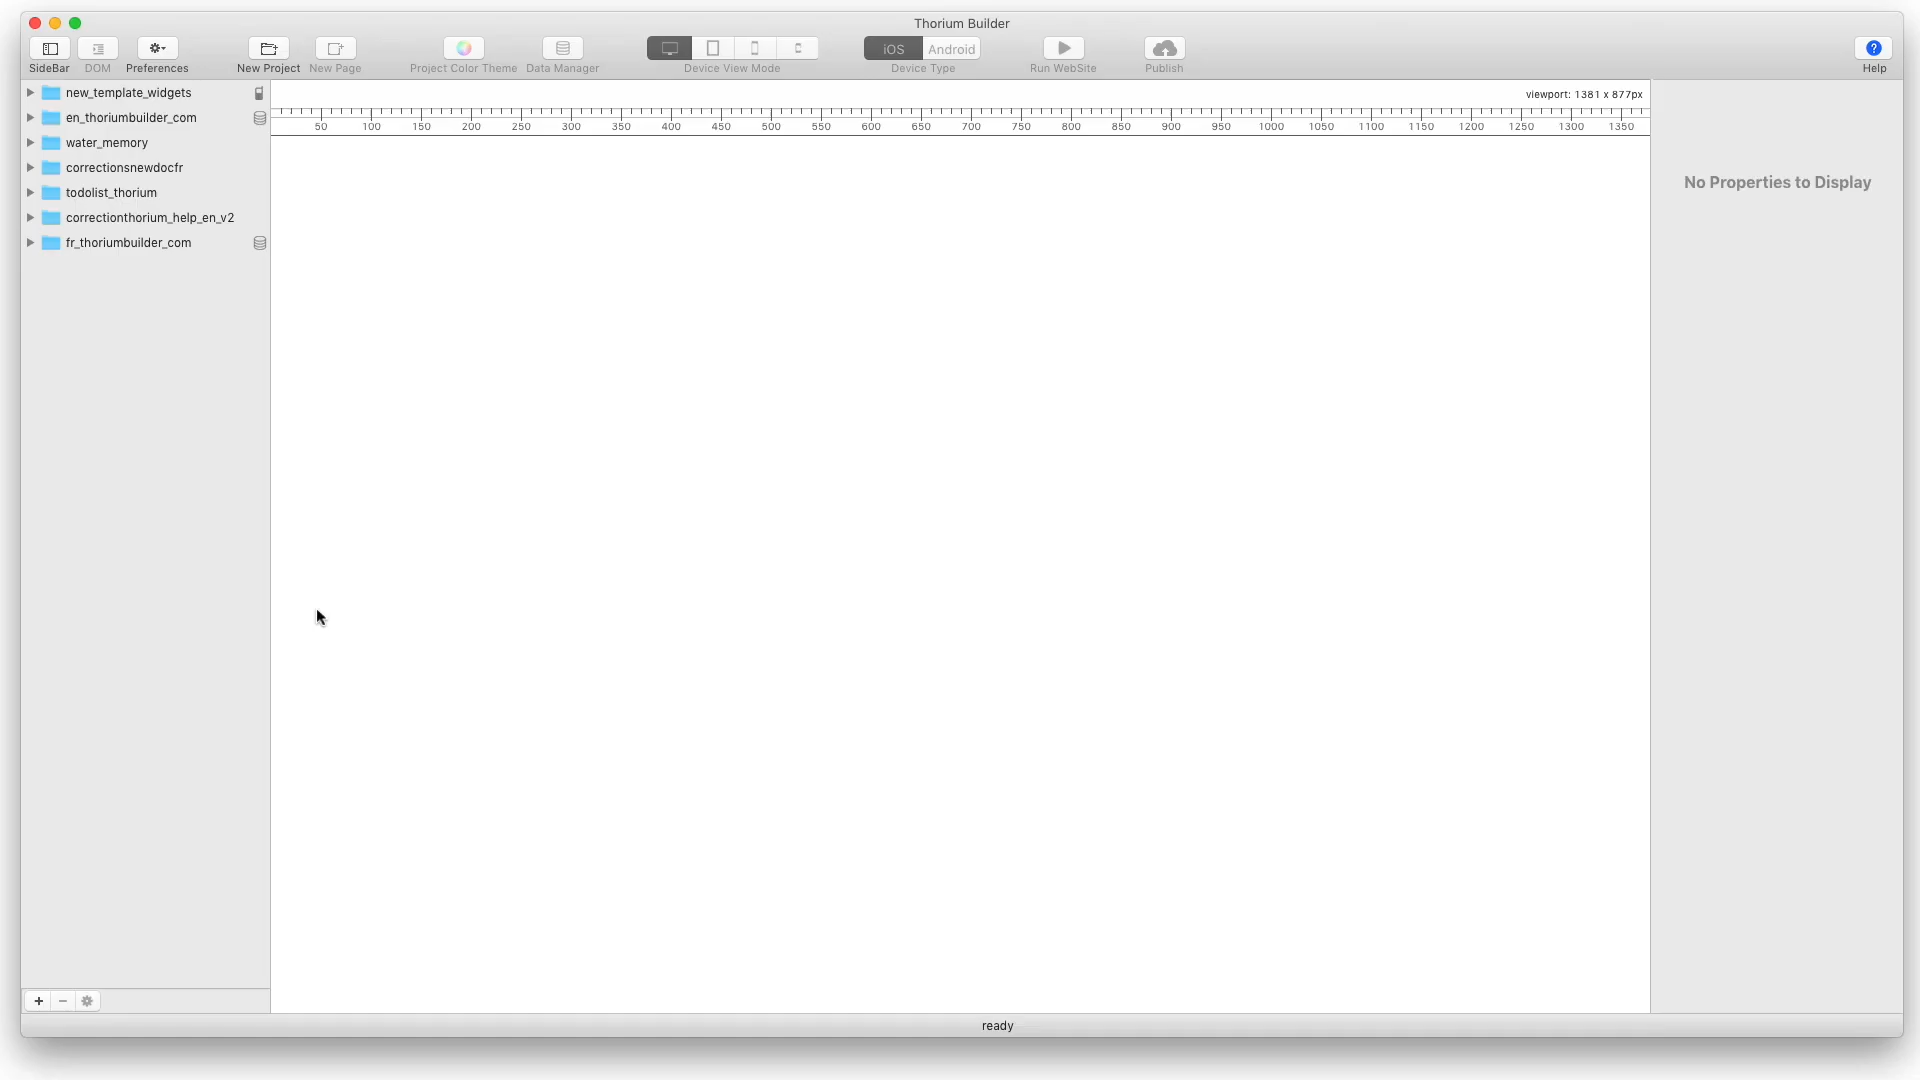 Thorium Builder
SideBar DOM Preferences New Project New Page Project Color Theme Data Manager Device View Mode iOS Android Device Type Run WebSite Publish ? Help
new_template_widgets
en_thoriumbuilder_com
water_memory
correctionsnewdocfr
todolist_thorium
correctionthorium_help_en_v2
fr_thoriumbuilder_com
viewport: 1381 x 877px
50 100 150 200 250 300 350 400 450 500 550 600 650 700 750 800 850 900 950 1000 1050 1100 1150 1200 1250 1300 1350
No Properties to Display
+ −
ready